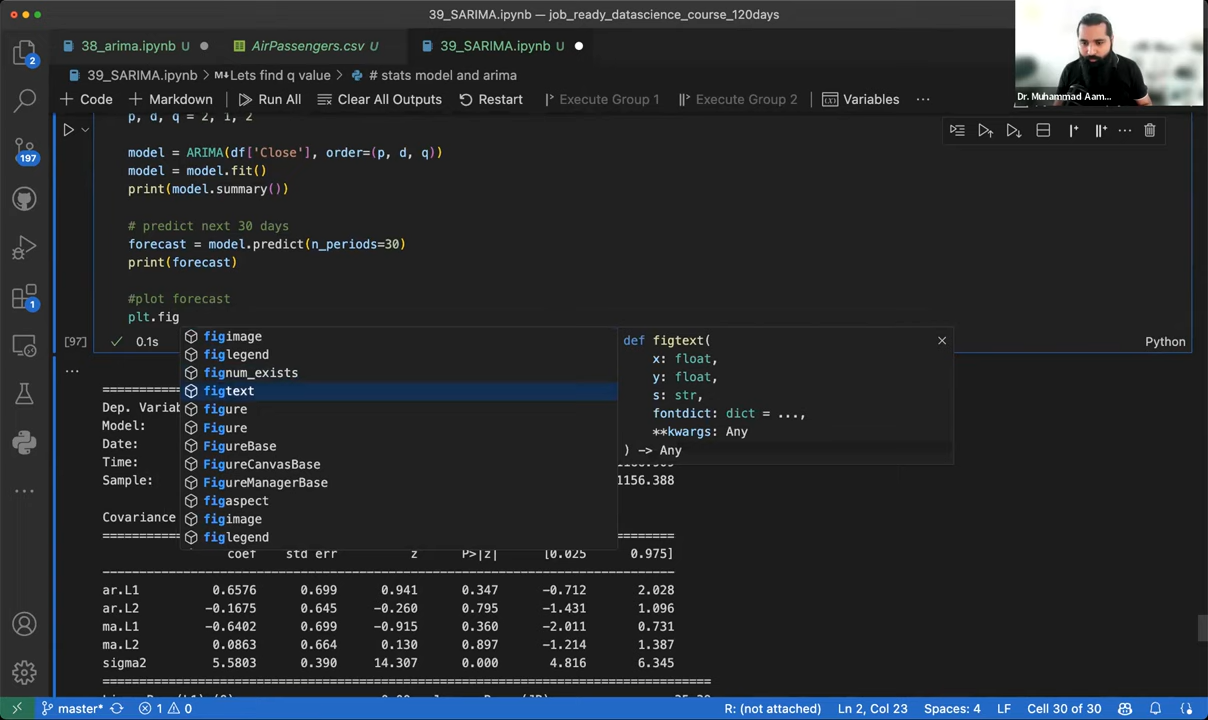 39_SARIMA.ipynb — job_ready_datascience_course_120days
38_arima.ipynb U
AirPassengers.csv U
39_SARIMA.ipynb U
39_SARIMA.ipynb > M↓Lets find q value > # stats model and arima
Code
Markdown
Run All
Clear All Outputs
Restart
Execute Group 1
Execute Group 2
Variables
Dr. Muhammad Aam...
p, d, q = 2, 1, 2
model = ARIMA(df['Close'], order=(p, d, q))
model = model.fit()
print(model.summary())
# predict next 30 days
forecast = model.predict(n_periods=30)
print(forecast)
#plot forecast
plt.fig
[97] 0.1s
Python
figimage
figlegend
fignum_exists
figtext
figure
Figure
FigureBase
FigureCanvasBase
FigureManagerBase
figaspect
figimage
figlegend
def figtext(
x: float,
y: float,
s: str,
fontdict: dict = ...,
**kwargs: Any
) -> Any
Dep. Variab
Model:
Date:
Time:
Sample:
1156.388
Covariance
coef std err z P>|z| [0.025 0.975]
ar.L1 0.6576 0.699 0.941 0.347 -0.712 2.028
ar.L2 -0.1675 0.645 -0.260 0.795 -1.431 1.096
ma.L1 -0.6402 0.699 -0.915 0.360 -2.011 0.731
ma.L2 0.0863 0.664 0.130 0.897 -1.214 1.387
sigma2 5.5803 0.390 14.307 0.000 4.816 6.345
2
197
1
master*
1
0
R: (not attached)
Ln 2, Col 23
Spaces: 4
LF
Cell 30 of 30